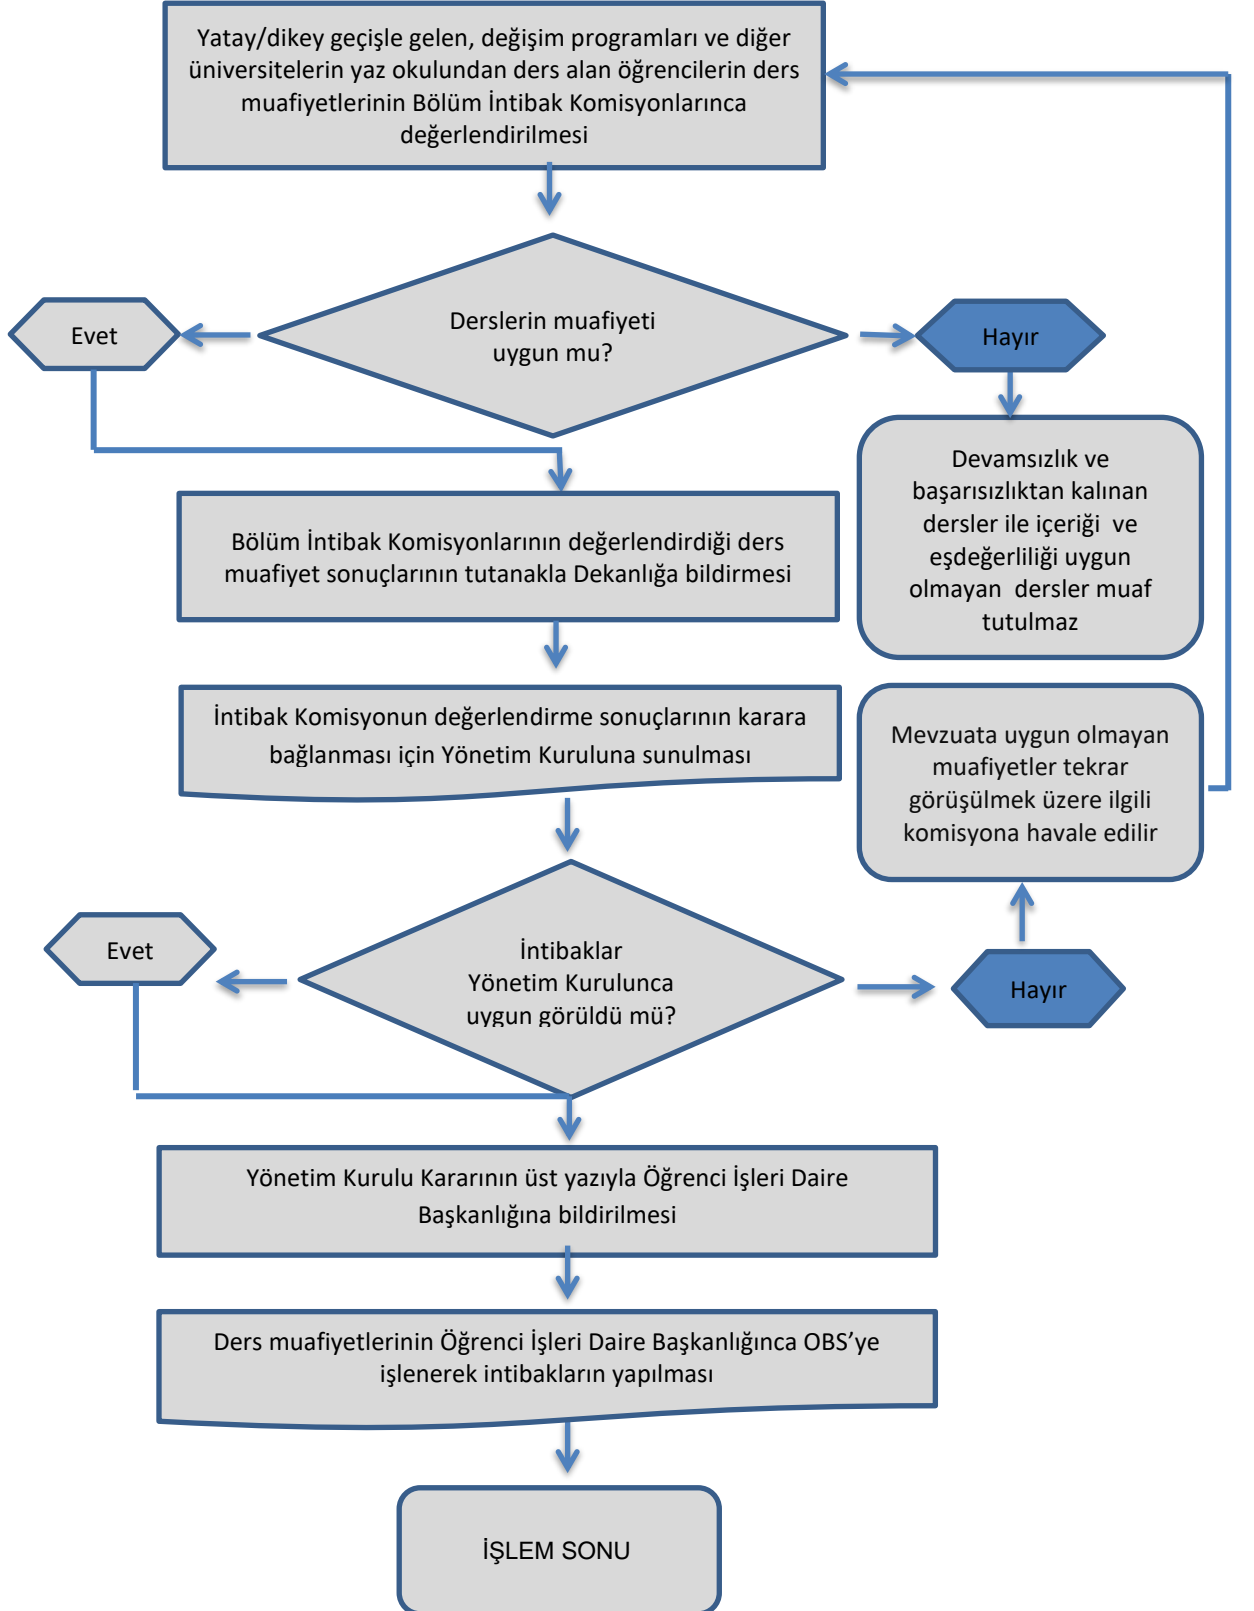 Yatay/dikey geçişle gelen, değişim programları ve diğer
üniversitelerin yaz okulundan ders alan öğrencilerin ders
muafiyetlerinin Bölüm İntibak Komisyonlarınca
değerlendirilmesi
Derslerin muafiyeti
uygun mu?
Evet
Hayır
Devamsızlık ve
başarısızlıktan kalınan
dersler ile içeriği ve
eşdeğerliliği uygun
olmayan dersler muaf
tutulmaz
Bölüm İntibak Komisyonlarının değerlendirdiği ders
muafiyet sonuçlarının tutanakla Dekanlığa bildirmesi
İntibak Komisyonun değerlendirme sonuçlarının karara
bağlanması için Yönetim Kuruluna sunulması
Mevzuata uygun olmayan
muafiyetler tekrar
görüşülmek üzere ilgili
komisyona havale edilir
Evet
İntibaklar
Yönetim Kurulunca
uygun görüldü mü?
Hayır
Yönetim Kurulu Kararının üst yazıyla Öğrenci İşleri Daire
Başkanlığına bildirilmesi
Ders muafiyetlerinin Öğrenci İşleri Daire Başkanlığınca OBS’ye
işlenerek intibakların yapılması
İŞLEM SONU